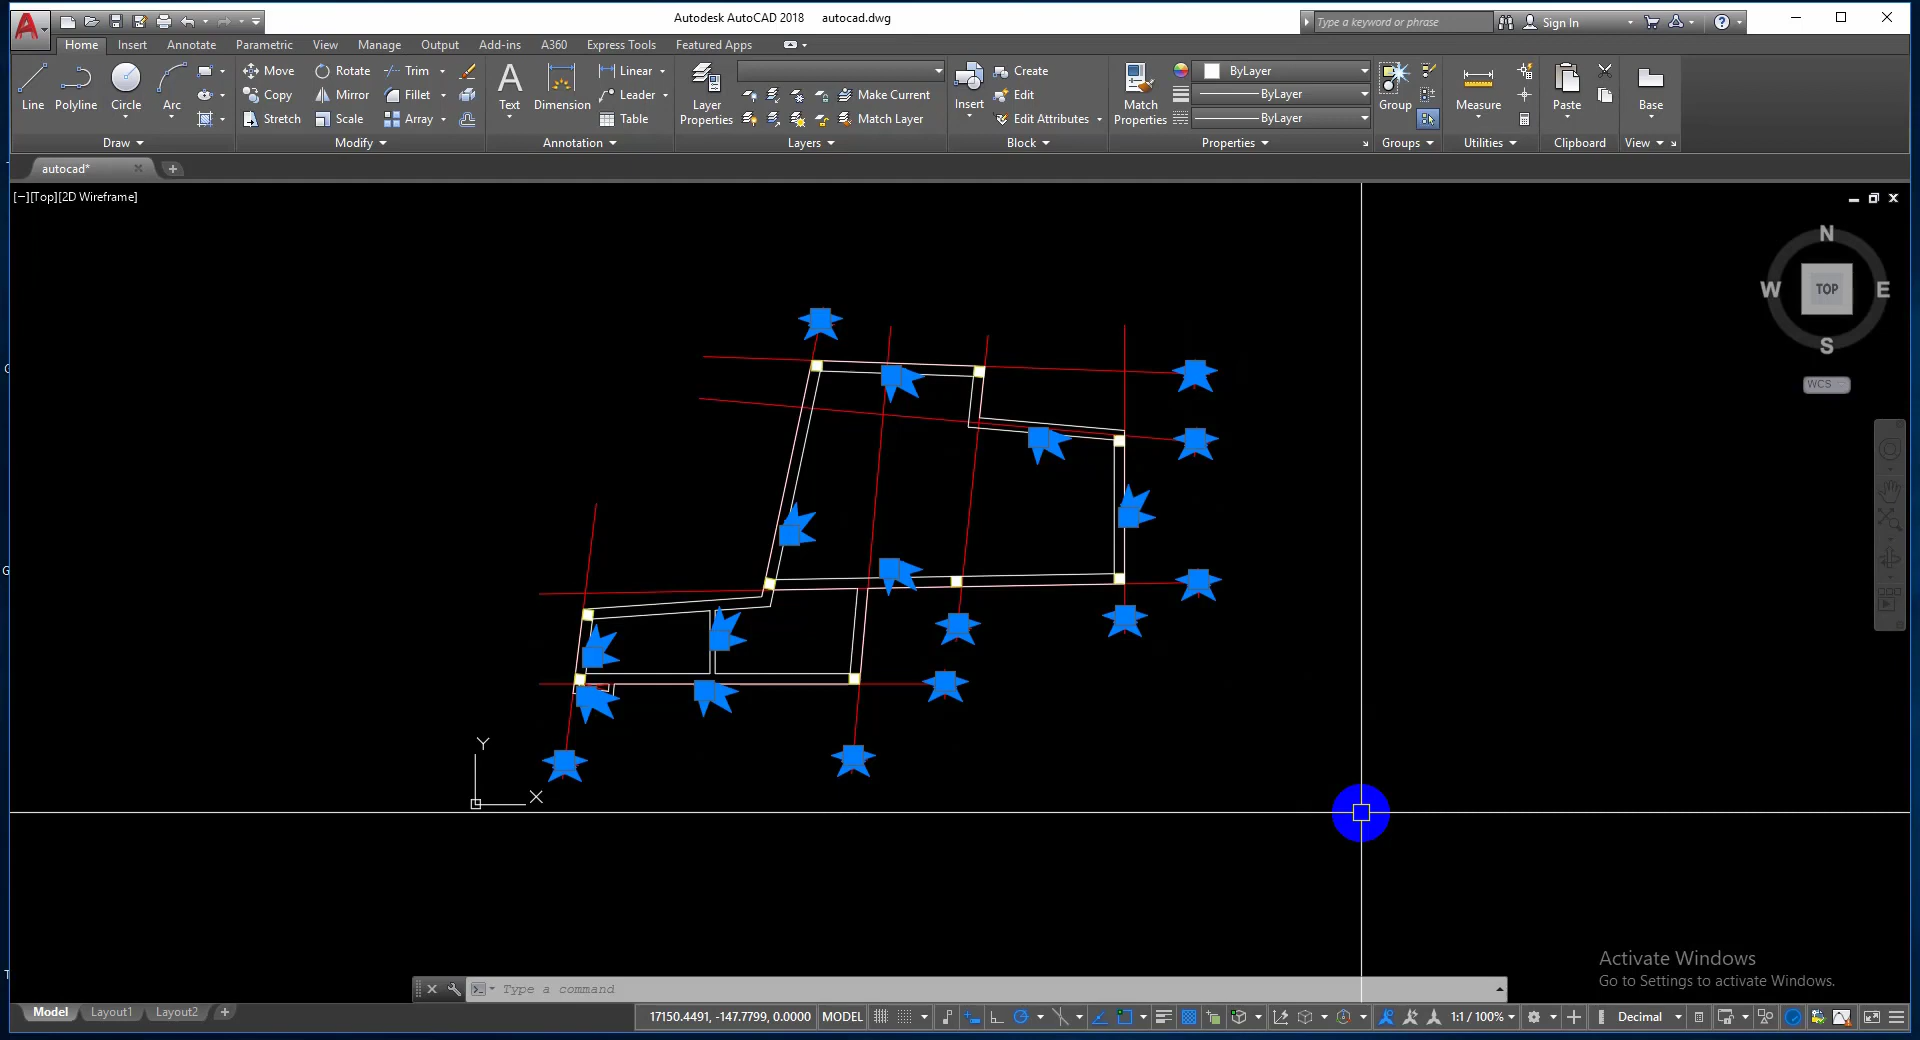 Autodesk AutoCAD 2018 autocad.dwg
Type a keyword or phrase
Sign In
Home Insert Annotate Parametric View Manage Output Add-ins A360 Express Tools Featured Apps
Line
Polyline
Circle
Arc
Draw
Move
Copy
Stretch
Rotate
Mirror
Scale
Trim
Fillet
Array
Modify
A
Text
Dimension
Linear
Leader
Table
Annotation
Layer
Properties
Make Current
Match Layer
Layers
Insert
Create
Edit
Edit Attributes
Block
Match
Properties
ByLayer
ByLayer
ByLayer
Properties
Group
Groups
Measure
Utilities
Paste
Clipboard
Base
View
autocad*
[−][Top][2D Wireframe]
N
W TOP E
S
WCS
Y
X
Activate Windows
Go to Settings to activate Windows.
Type a command
Model Layout1 Layout2
17150.4491, -147.7799, 0.0000 MODEL
1:1 / 100%
Decimal